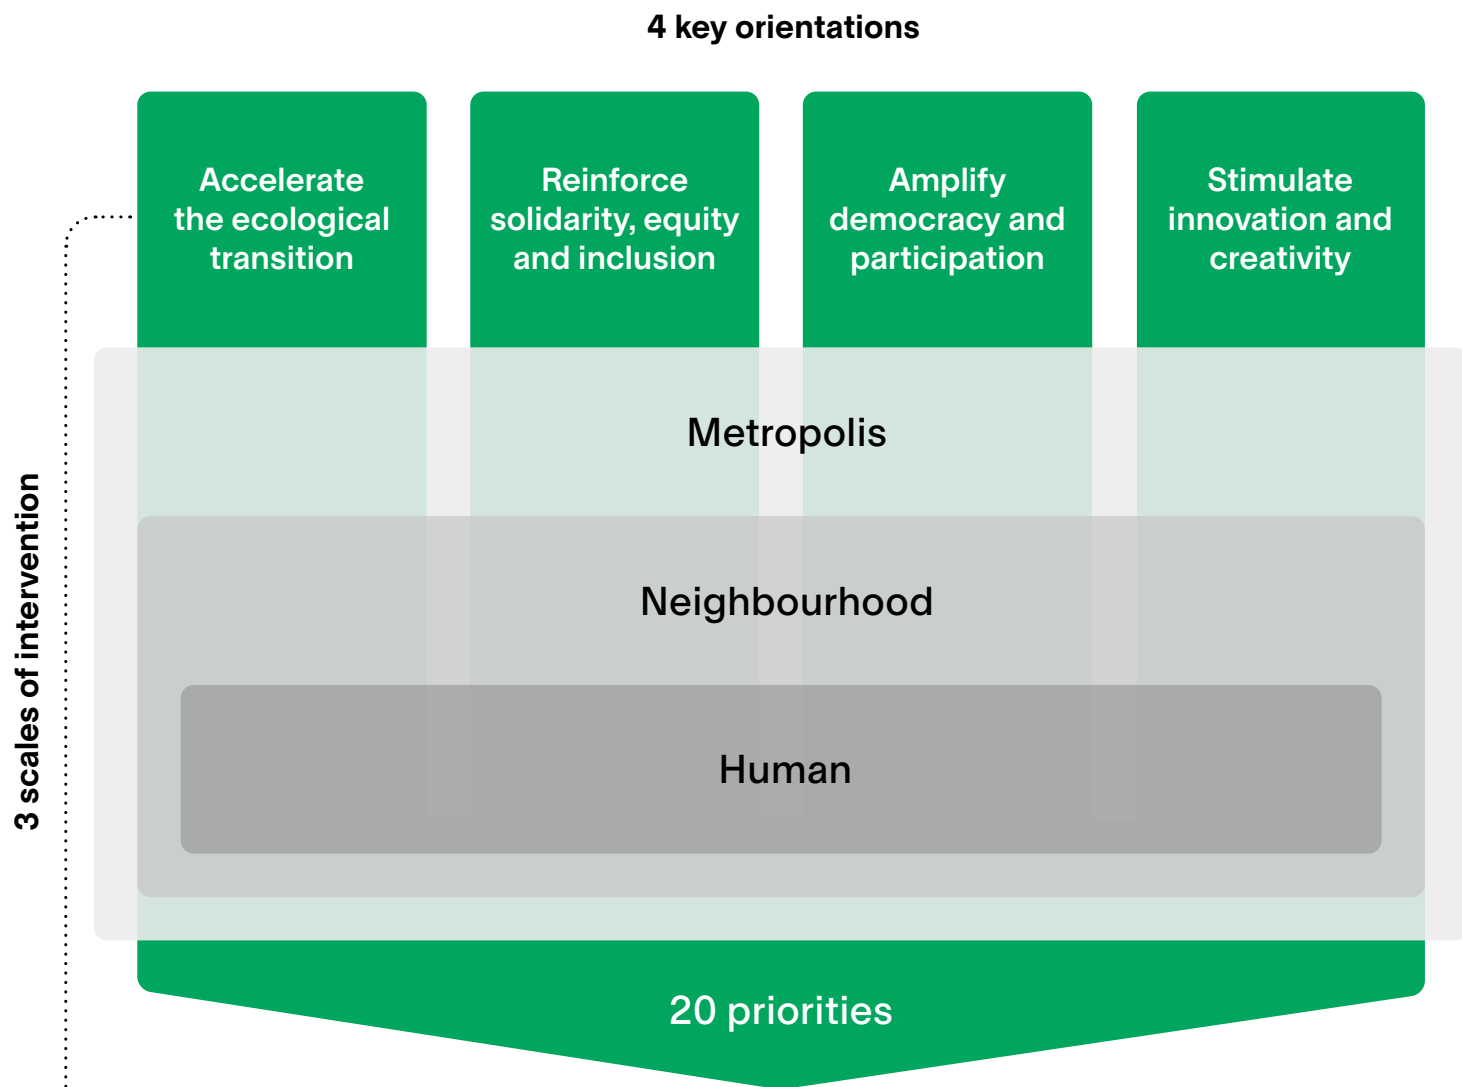 4 key orientations
Accelerate
the ecological
transition
Reinforce
solidarity, equity
and inclusion
Amplify
democracy and
participation
Stimulate
innovation and
creativity
3 scales of intervention
Metropolis
Neighbourhood
Human
20 priorities